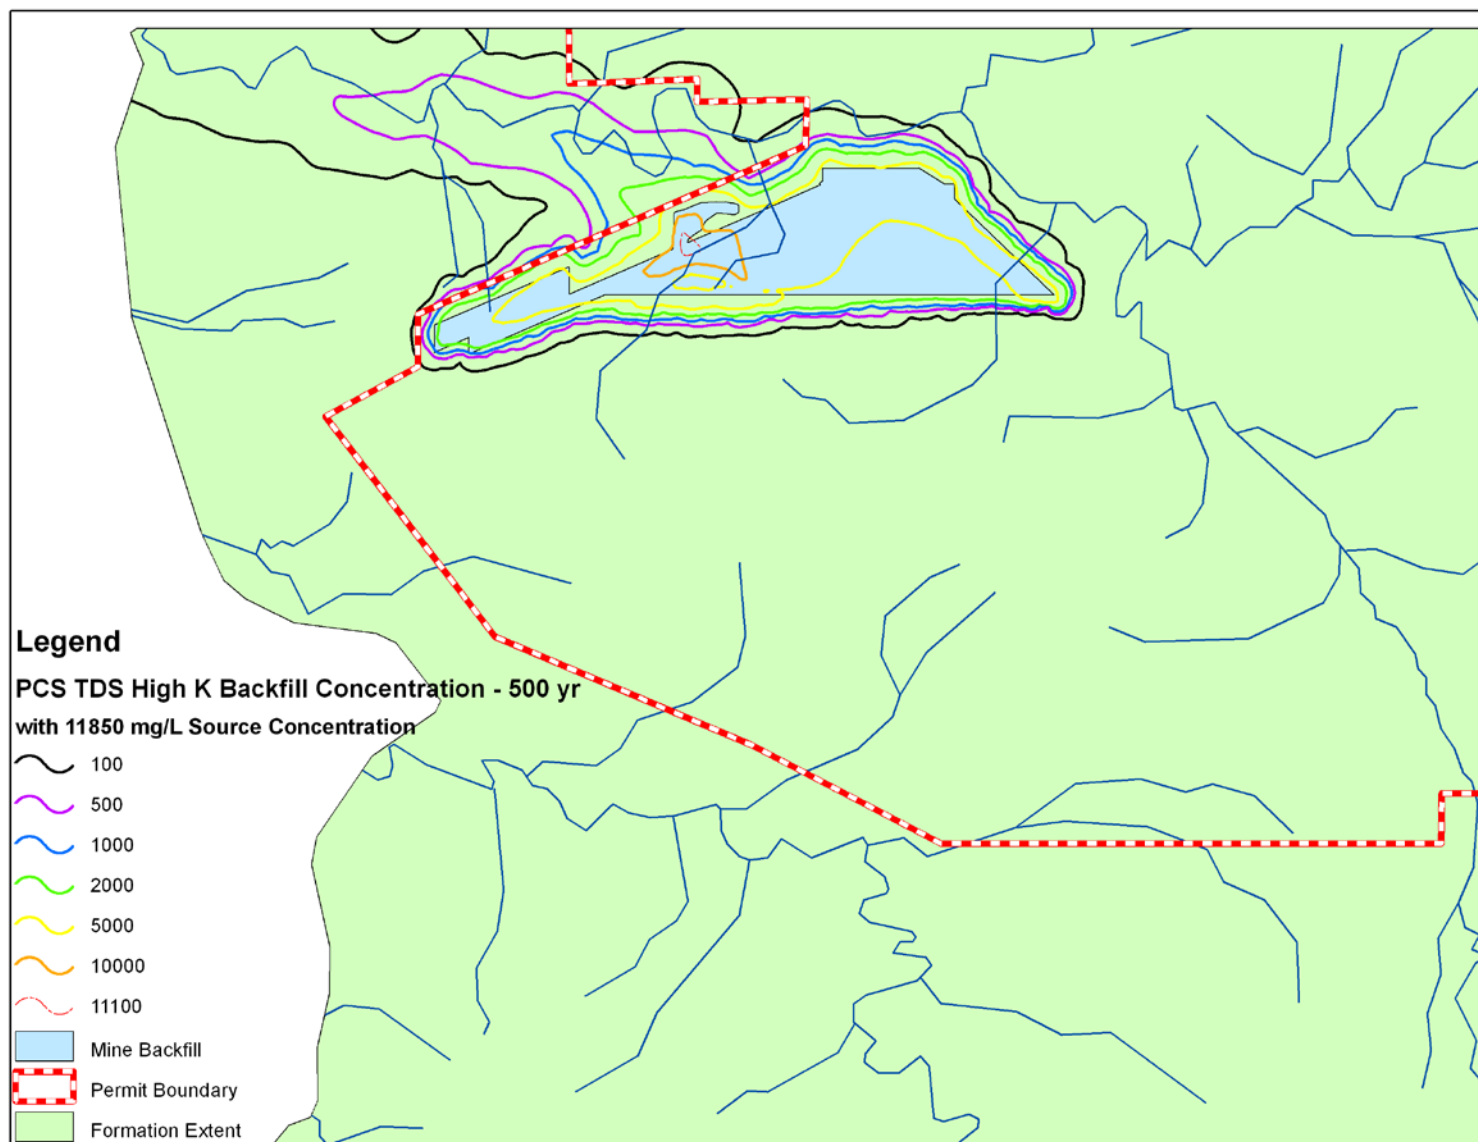 Legend
PCS TDS High K Backfill Concentration - 500 yr
with 11850 mg/L Source Concentration
100
500
1000
2000
5000
10000
11100
Mine Backfill
Permit Boundary
Formation Extent